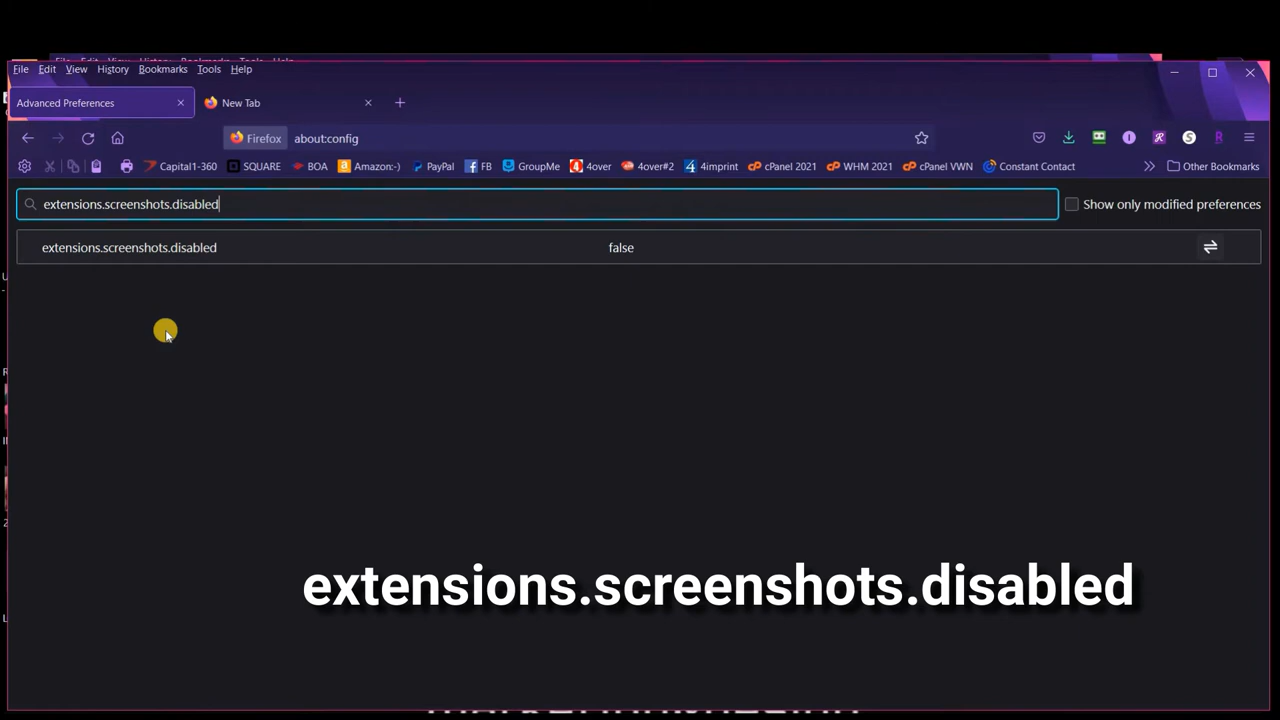 File Edit View History Bookmarks Tools Help
Advanced Preferences New Tab
Firefox about:config
Capital1-360 SQUARE BOA Amazon:-) PayPal FB GroupMe 4over 4over#2 4imprint cPanel 2021 WHM 2021 cPanel VWN Constant Contact Other Bookmarks
extensions.screenshots.disabled Show only modified preferences
extensions.screenshots.disabled false
extensions.screenshots.disabled